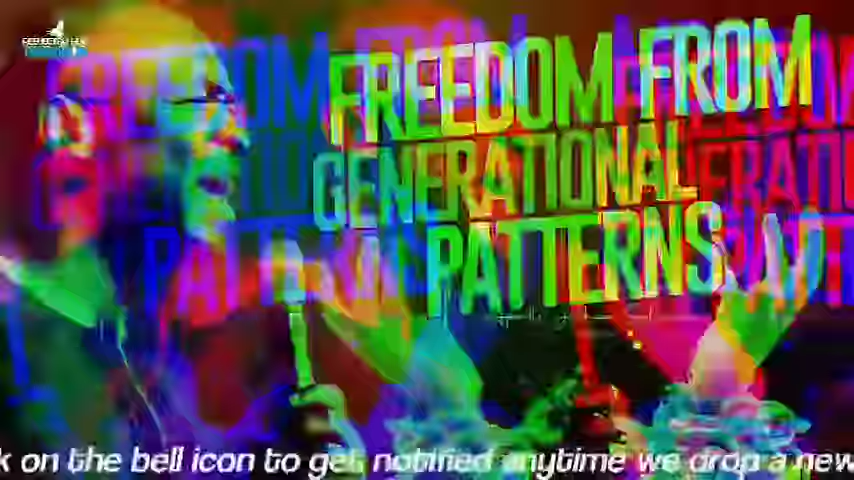 FREEDOM FROM
GENERATIONAL
PATTERNS
k on the bell icon to get notified anytime we drop a new